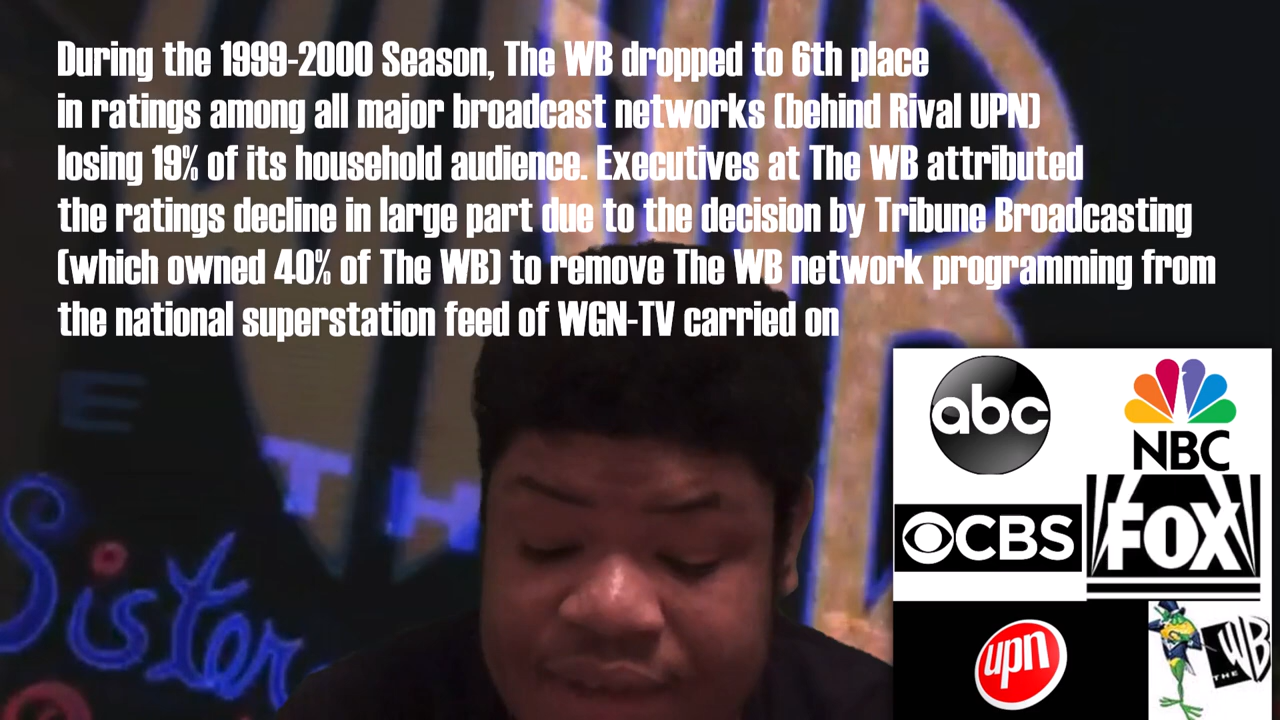 During the 1999-2000 Season, The WB dropped to 6th place
in ratings among all major broadcast networks (behind Rival UPN)
losing 19% of its household audience. Executives at The WB attributed
the ratings decline in large part due to the decision by Tribune Broadcasting
(which owned 40% of The WB) to remove The WB network programming from
the national superstation feed of WGN-TV carried on
E
TH
Sister
abc
NBC
CBS
FOX
upn
THE WB